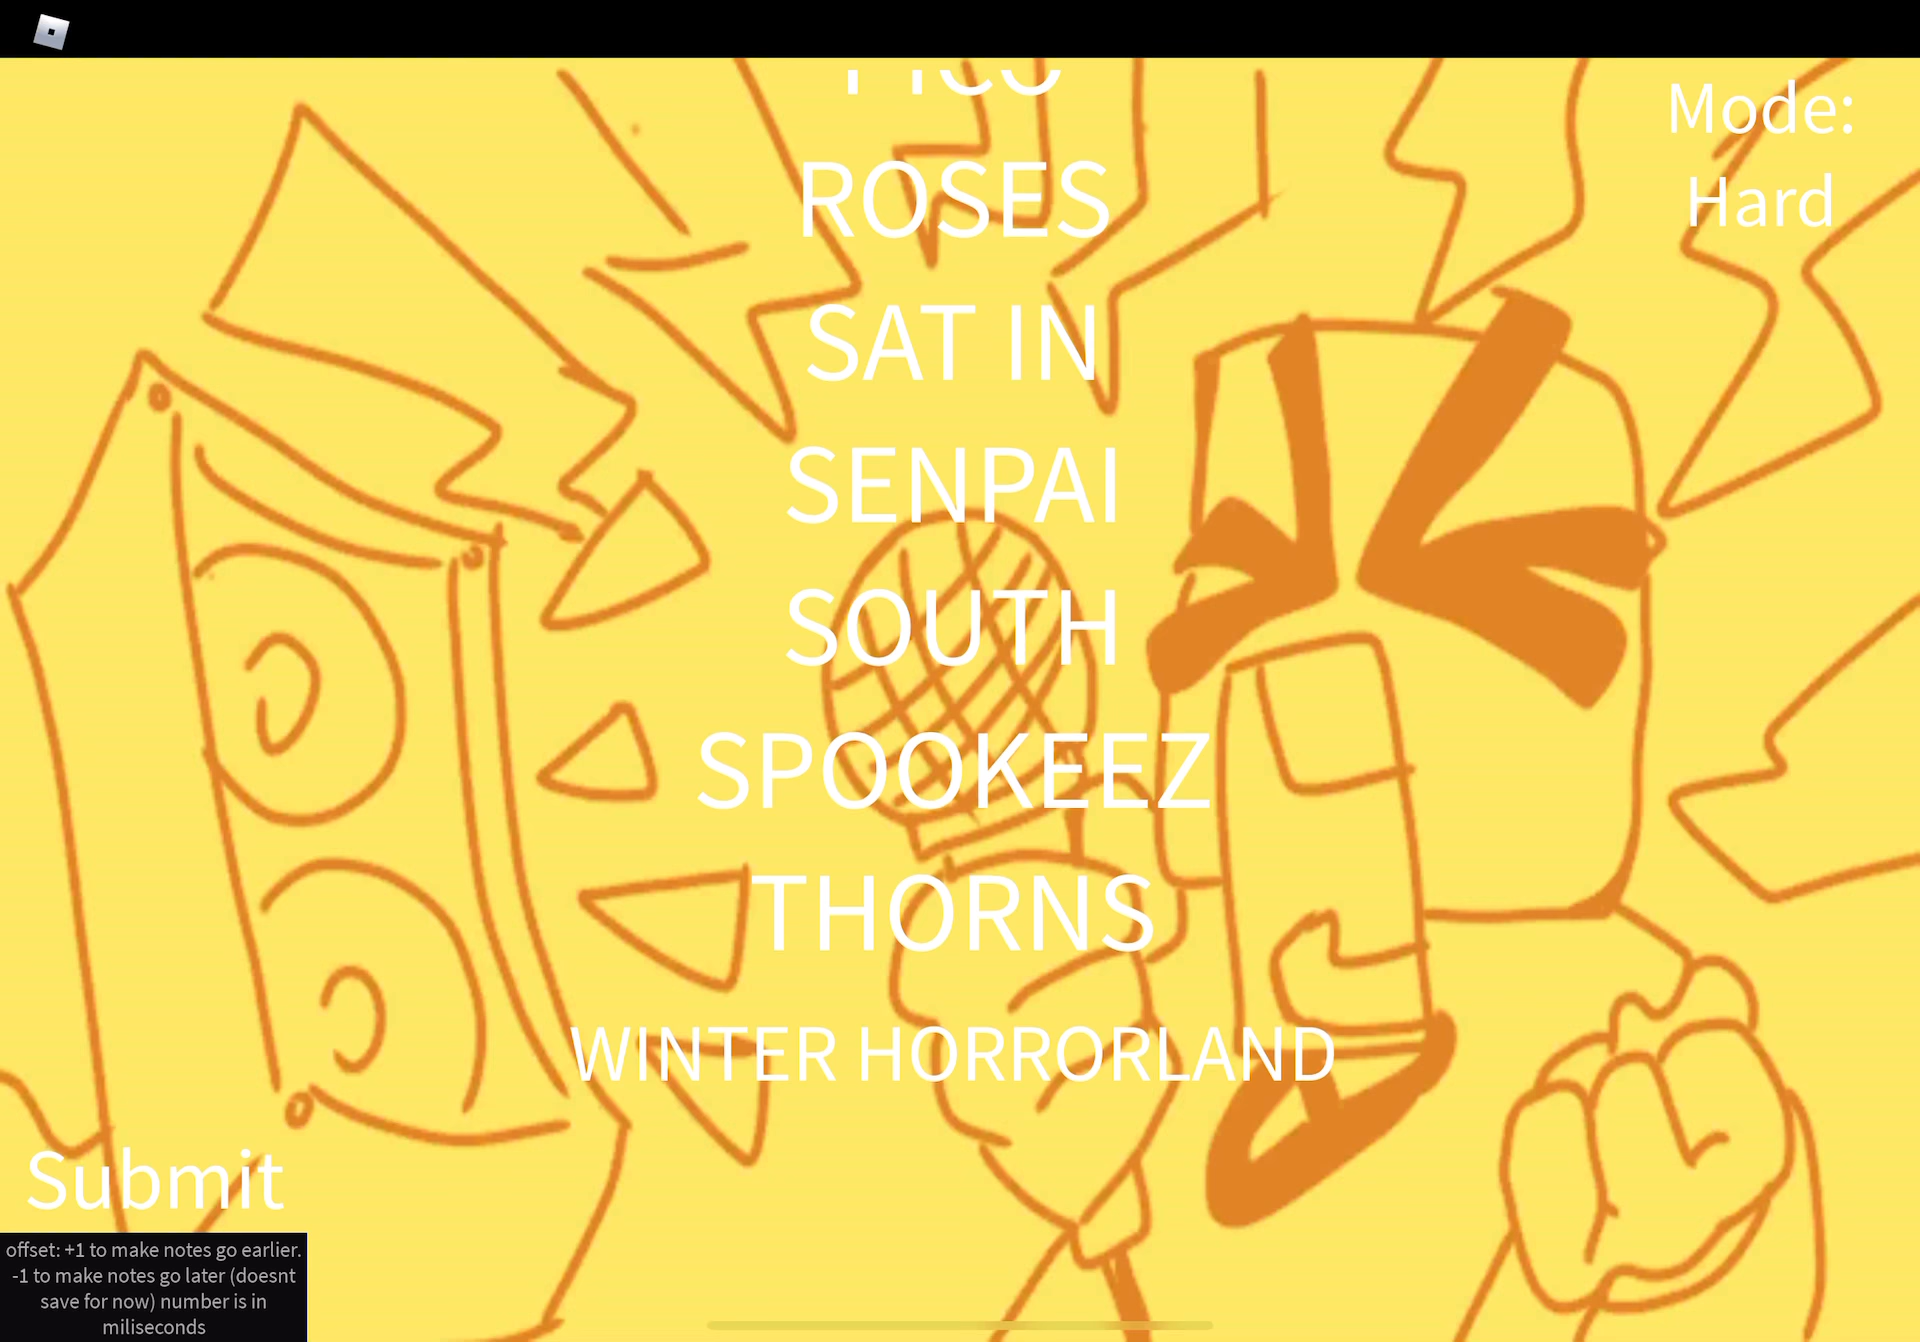 PICO
Mode:
Hard
ROSES
SAT IN
SENPAI
SOUTH
SPOOKEEZ
THORNS
WINTER HORRORLAND
Submit
offset: +1 to make notes go earlier.
-1 to make notes go later (doesnt
save for now) number is in
miliseconds